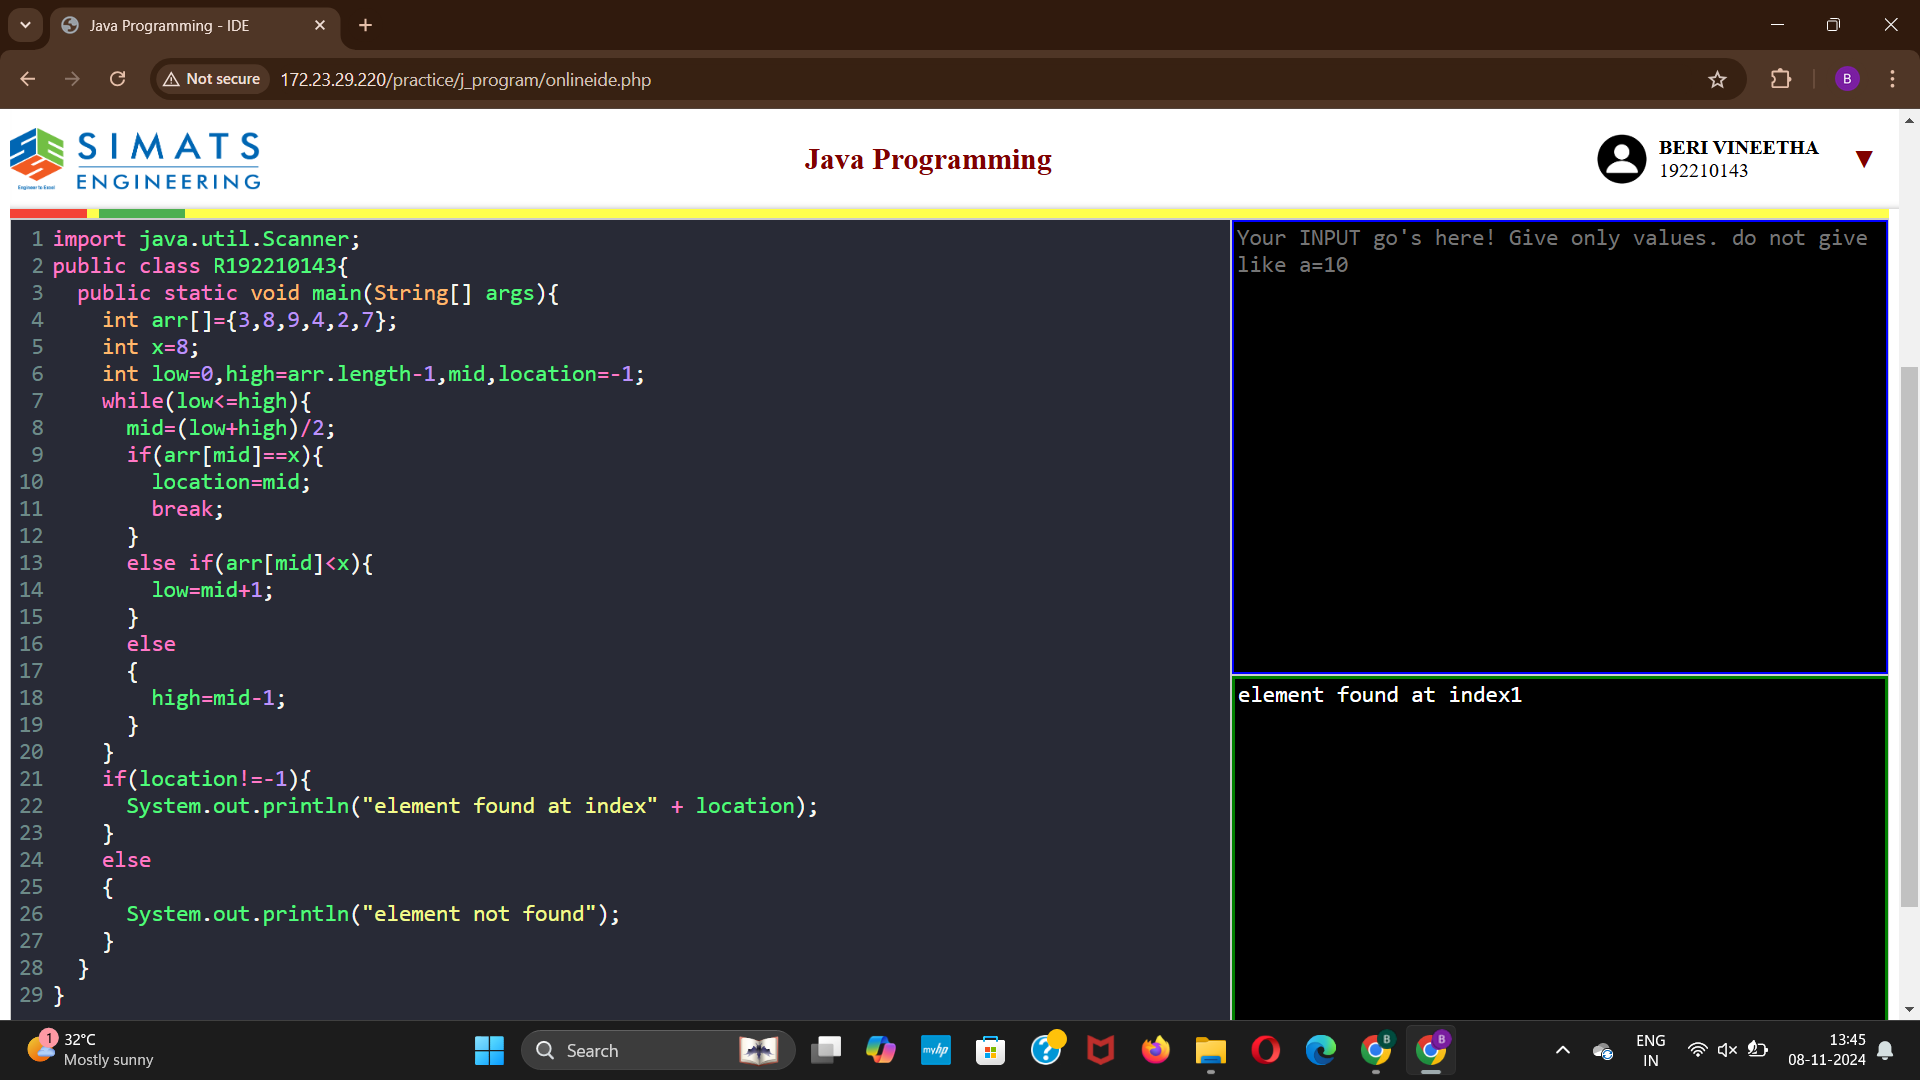 Java Programming - IDE
Not secure
172.23.29.220/practice/j_program/onlineide.php
B
SIMATS
ENGINEERING
Engineer to Excel
Java Programming
BERI VINEETHA
192210143
1 import java.util.Scanner;
2 public class R192210143{
3   public static void main(String[] args){
4     int arr[]={3,8,9,4,2,7};
5     int x=8;
6     int low=0,high=arr.length-1,mid,location=-1;
7     while(low<=high){
8       mid=(low+high)/2;
9       if(arr[mid]==x){
10         location=mid;
11         break;
12       }
13       else if(arr[mid]<x){
14         low=mid+1;
15       }
16       else
17       {
18         high=mid-1;
19       }
20     }
21     if(location!=-1){
22       System.out.println("element found at index" + location);
23     }
24     else
25     {
26       System.out.println("element not found");
27     }
28   }
29 }
Your INPUT go's here! Give only values. do not give
like a=10
element found at index1
1
32°C
Mostly sunny
Search
myhp
B
B
ENG
IN
13:45
08-11-2024